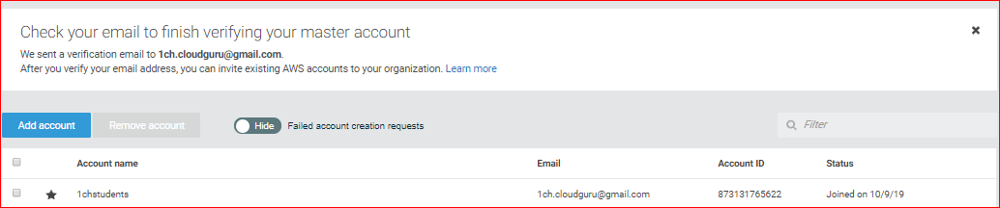 Check your email to finish verifying your master account
We sent a verification email to 1ch.cloudguru@gmail.com.
After you verify your email address, you can invite existing AWS accounts to your organization. Learn more
Add account Remove account Hide Failed account creation requests Filter
Account name Email Account ID Status
1chstudents 1ch.cloudguru@gmail.com 873131765622 Joined on 10/9/19